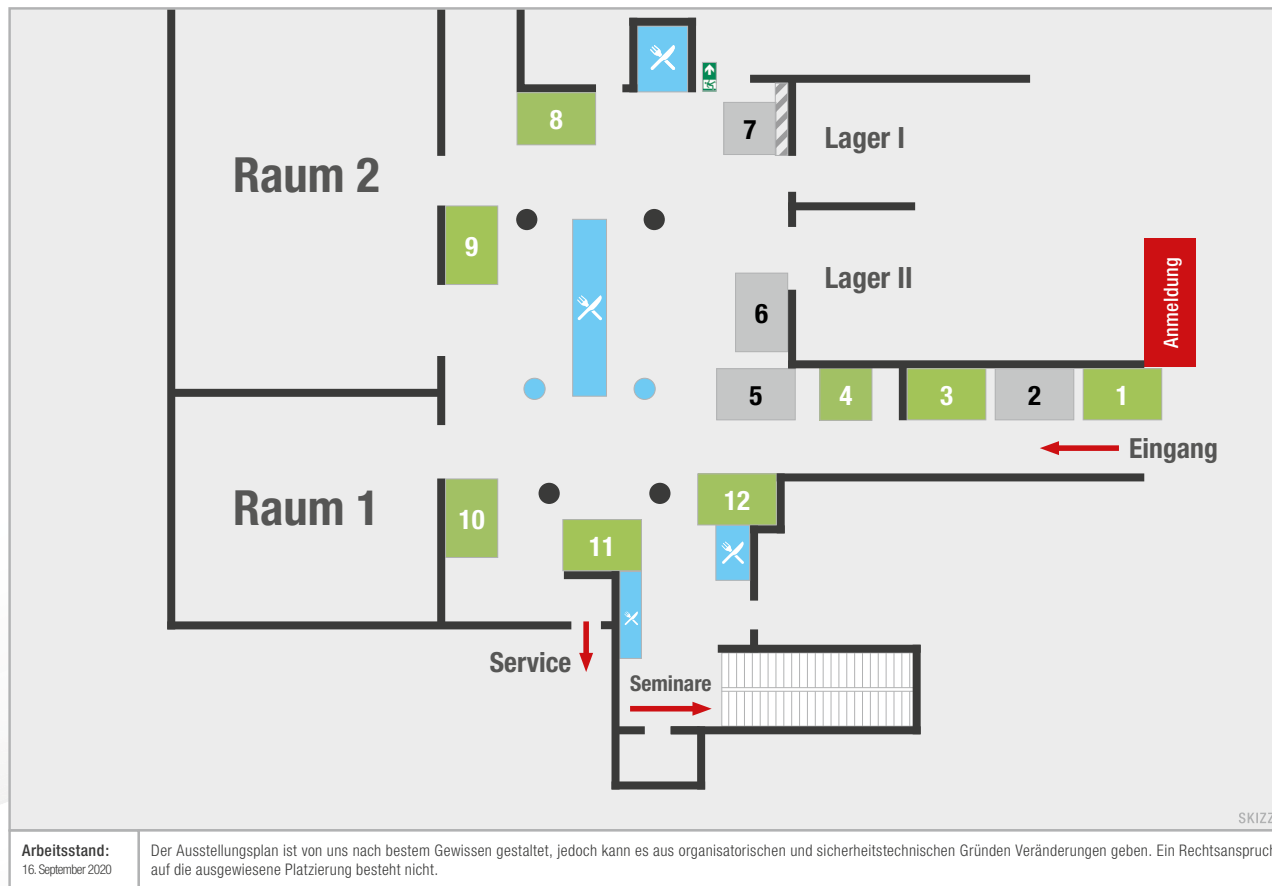 8
7
Lager I
Raum 2
9
Lager II
6
Anmeldung
5
4
3
2
1
Eingang
Raum 1
10
12
11
Service
Seminare
SKIZZ
Arbeitsstand:
16. September 2020
Der Ausstellungsplan ist von uns nach bestem Gewissen gestaltet, jedoch kann es aus organisatorischen und sicherheitstechnischen Gründen Veränderungen geben. Ein Rechtsanspruch
auf die ausgewiesene Platzierung besteht nicht.